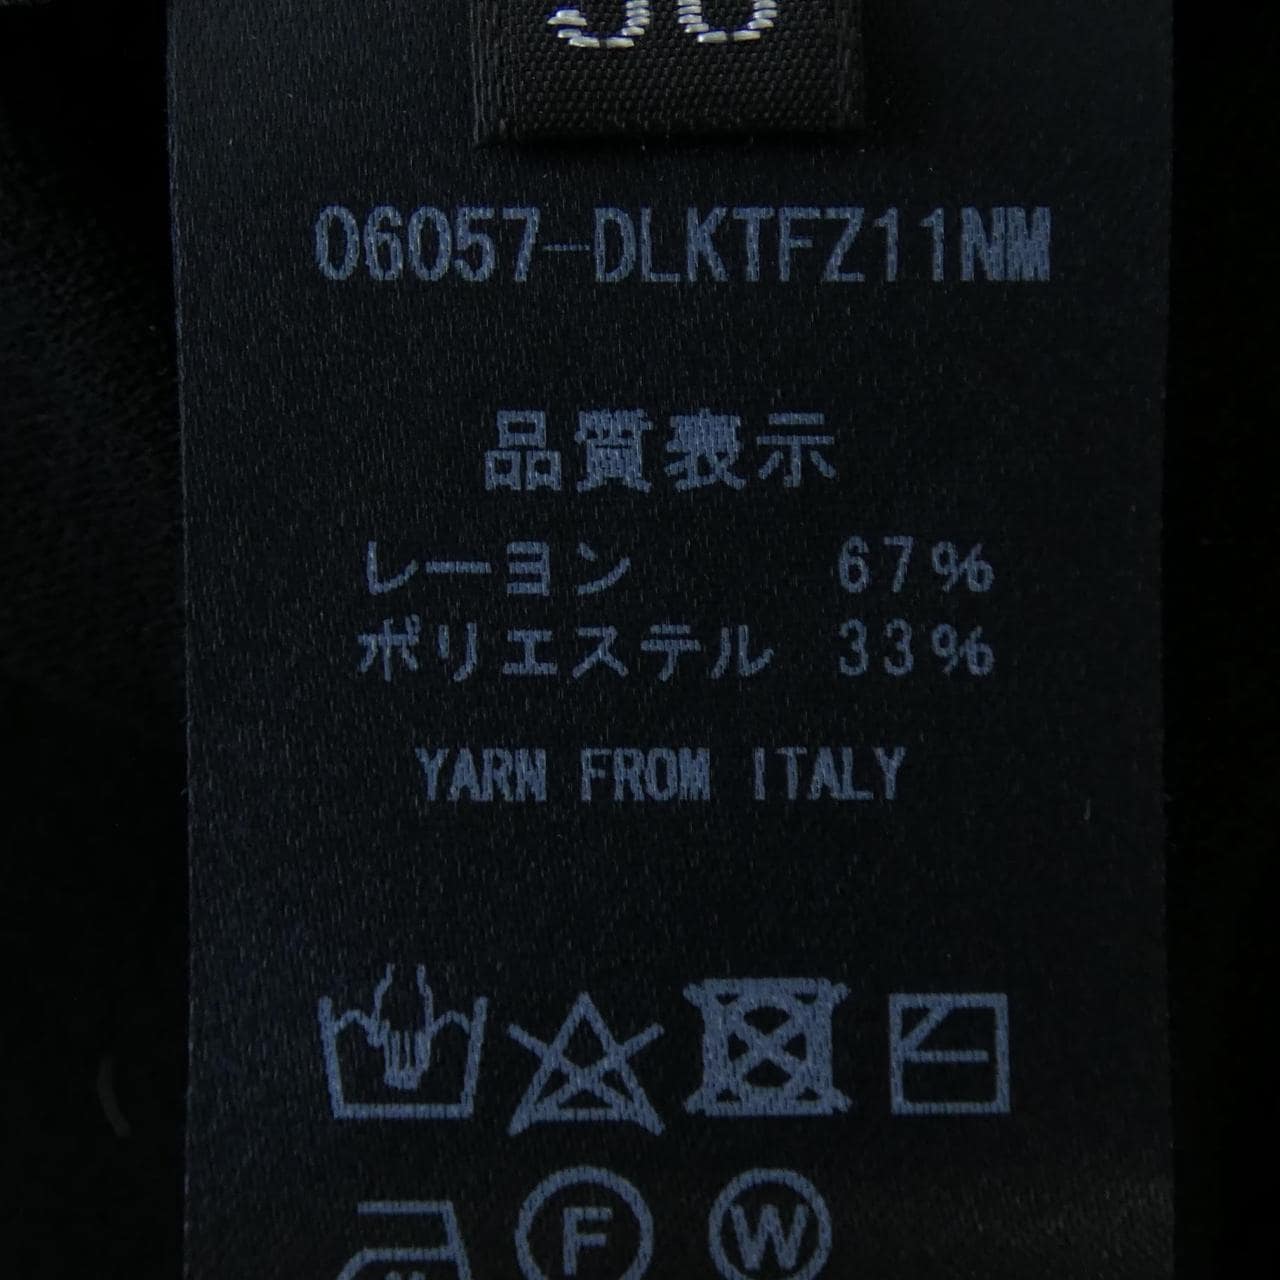 06057-DLKTFZ11NM
品質表示
レーヨン 67%
ポリエステル 33%
YARN FROM ITALY
F W